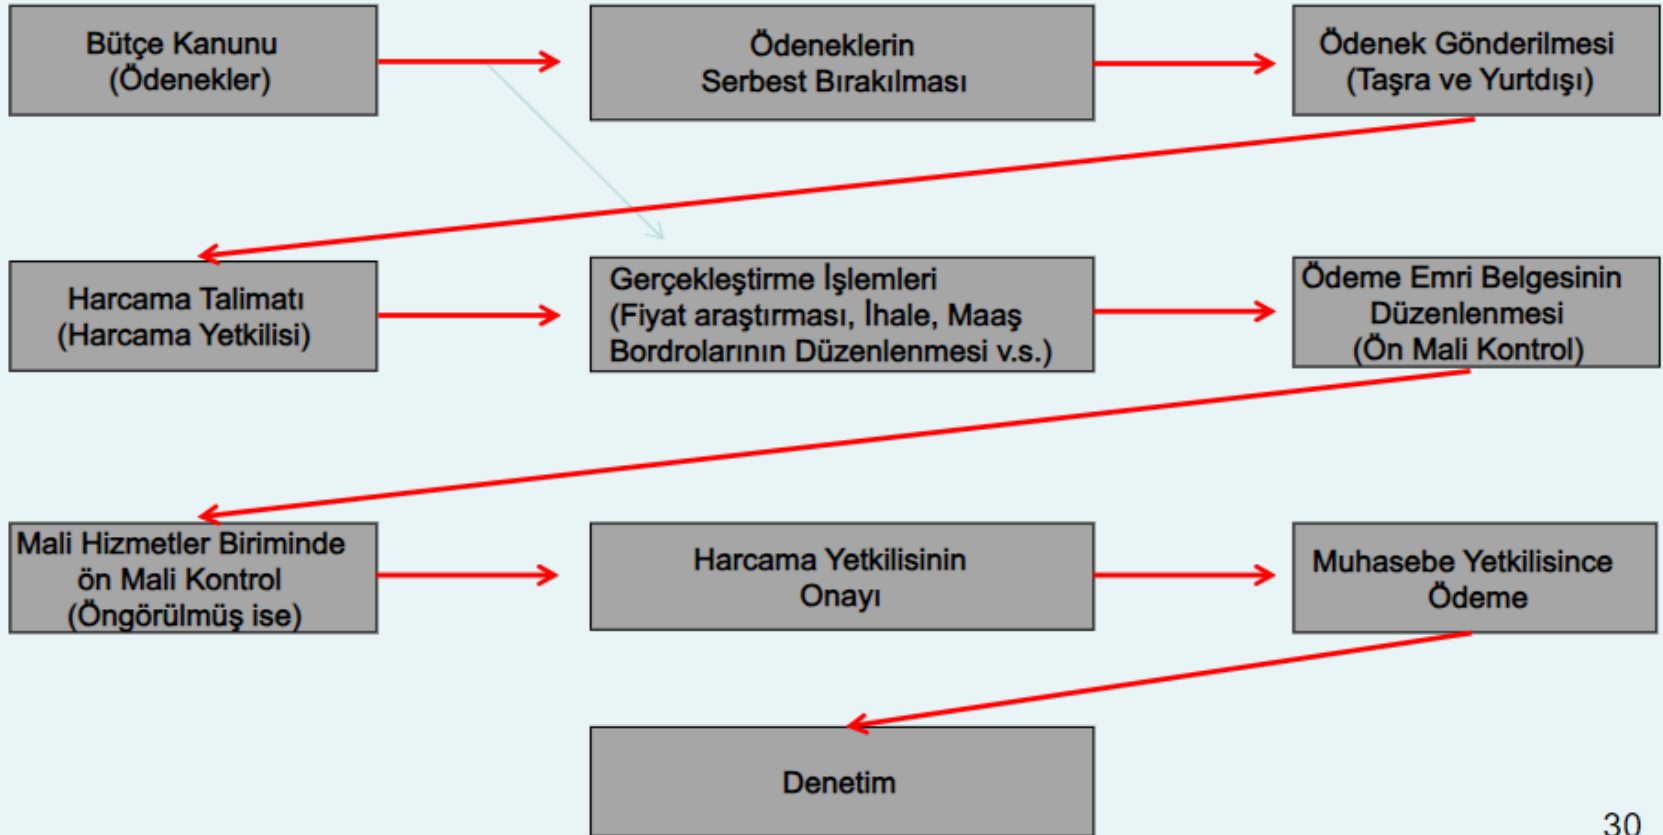 Bütçe Kanunu
(Ödenekler)
Ödeneklerin
Serbest Bırakılması
Ödenek Gönderilmesi
(Taşra ve Yurtdışı)
Harcama Talimatı
(Harcama Yetkilisi)
Gerçekleştirme İşlemleri
(Fiyat araştırması, İhale, Maaş
Bordrolarının Düzenlenmesi v.s.)
Ödeme Emri Belgesinin
Düzenlenmesi
(Ön Mali Kontrol)
Mali Hizmetler Biriminde
ön Mali Kontrol
(Öngörülmüş ise)
Harcama Yetkilisinin
Onayı
Muhasebe Yetkilisince
Ödeme
Denetim
30